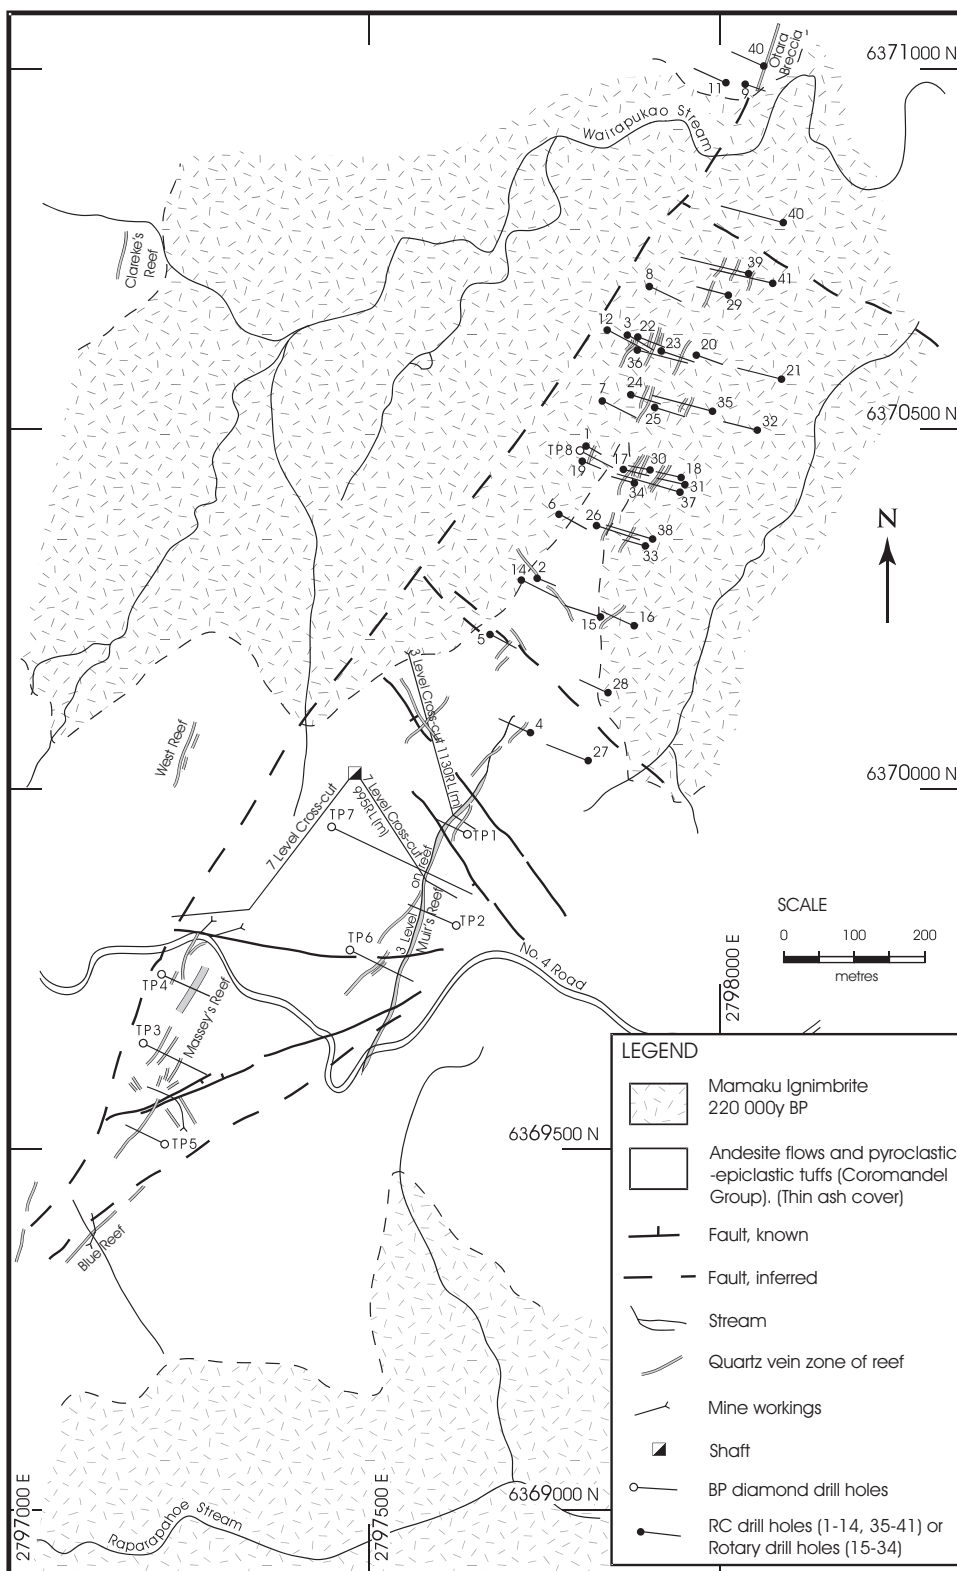 6371000 N
40
Otara
Breccia
11
9
Wairapukao Stream
40
Clareke's
Reef
39
41
8
29
12
3
22
23
20
36
21
24
7
35
25
32
6370500 N
1
TP8
19
17
30
18
31
34
37
6
26
38
33
N
14
2
15
16
5
28
3 Level Cross-cut 1130RL(m)
4
27
West Reef
6370000 N
7 Level Cross-cut
7 Level Cross-cut
995RL(m)
TP7
TP1
3 Level on reef
Muir's Reef
TP2
TP6
No. 4 Road
SCALE
0 100 200
metres
2798000 E
TP4
Massey's Reef
TP3
TP5
6369500 N
Blue Reef
LEGEND
Mamaku Ignimbrite
220 000y BP
Andesite flows and pyroclastic
-epiclastic tuffs (Coromandel
Group). (Thin ash cover)
Fault, known
Fault, inferred
Stream
Quartz vein zone of reef
Mine workings
Shaft
BP diamond drill holes
RC drill holes (1-14, 35-41) or
Rotary drill holes (15-34)
6369000 N
2797000 E
2797500 E
Raparapahoe Stream